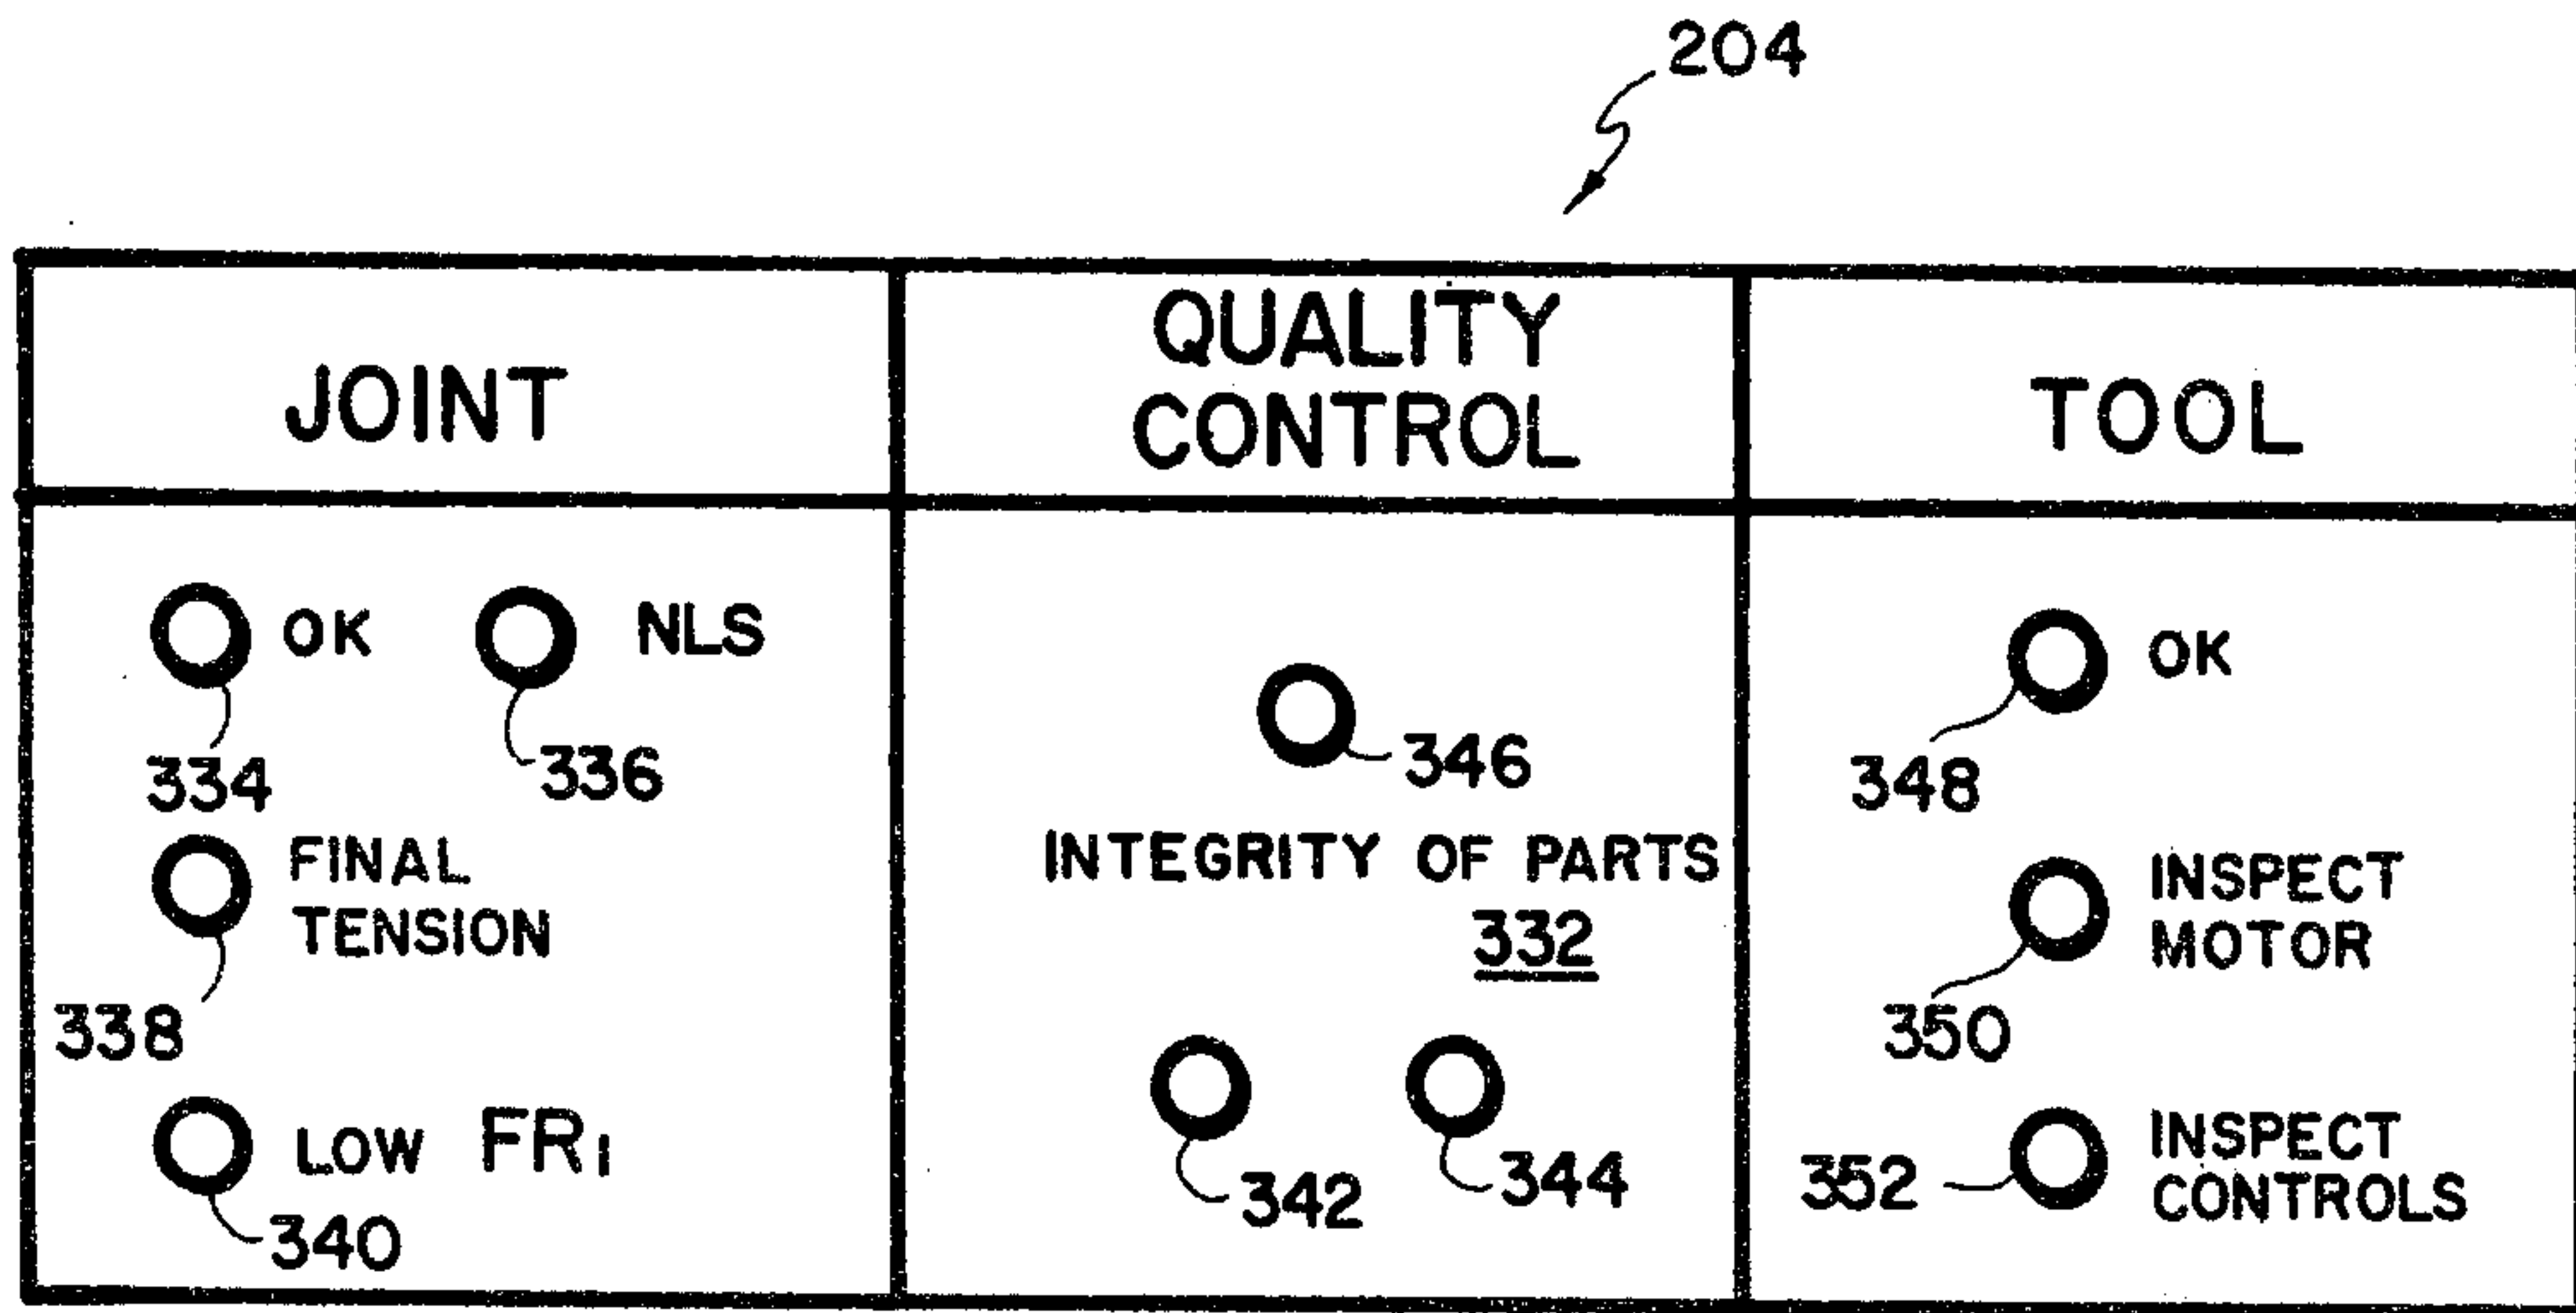 204
JOINT
QUALITY
CONTROL
TOOL
OK NLS
334 336
FINAL
TENSION
338
LOW FR₁
340
346
INTEGRITY OF PARTS
332
342 344
OK
348
INSPECT
MOTOR
350
INSPECT
CONTROLS
352